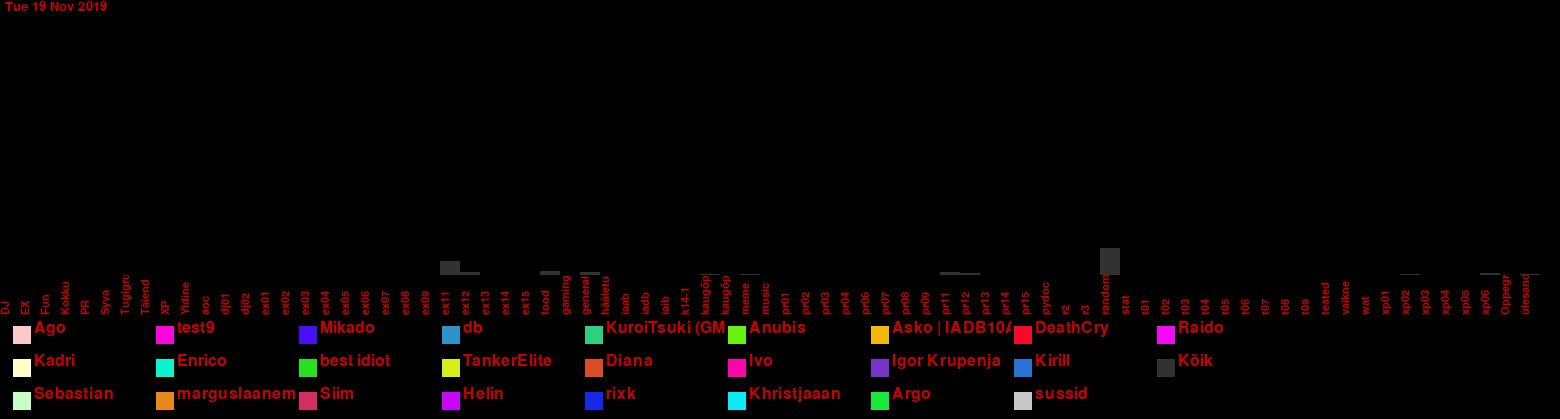 Tue 19 Nov 2019
DJ EX Fun Kokku PR Syva Tugigru Täiend XP Yldine aoc dj01 dj02 ex01 ex02 ex03 ex04 ex05 ex06 ex07 ex08 ex09 ex11 ex12 ex13 ex14 ex15 food gaming general hääletu iaab iadb iaib k14-1 kaugõp kaugõp meme music pr01 pr02 pr03 pr04 pr06 pr07 pr08 pr09 pr11 pr12 pr13 pr14 pr15 pydoc r2 r3 random stat t01 t02 t03 t04 t05 t06 t07 t08 t09 teated vaikne wat xp01 xp02 xp03 xp04 xp05 xp06 Oppegr ülesand
Ago test9 Mikado db KuroiTsuki (GM Anubis Asko | IADB10 DeathCry Raido
Kadri Enrico best idiot TankerElite Diana Ivo Igor Krupenja Kirill Kõik
Sebastian marguslaanem Siim Helin rixk Khristjaaan Argo sussid